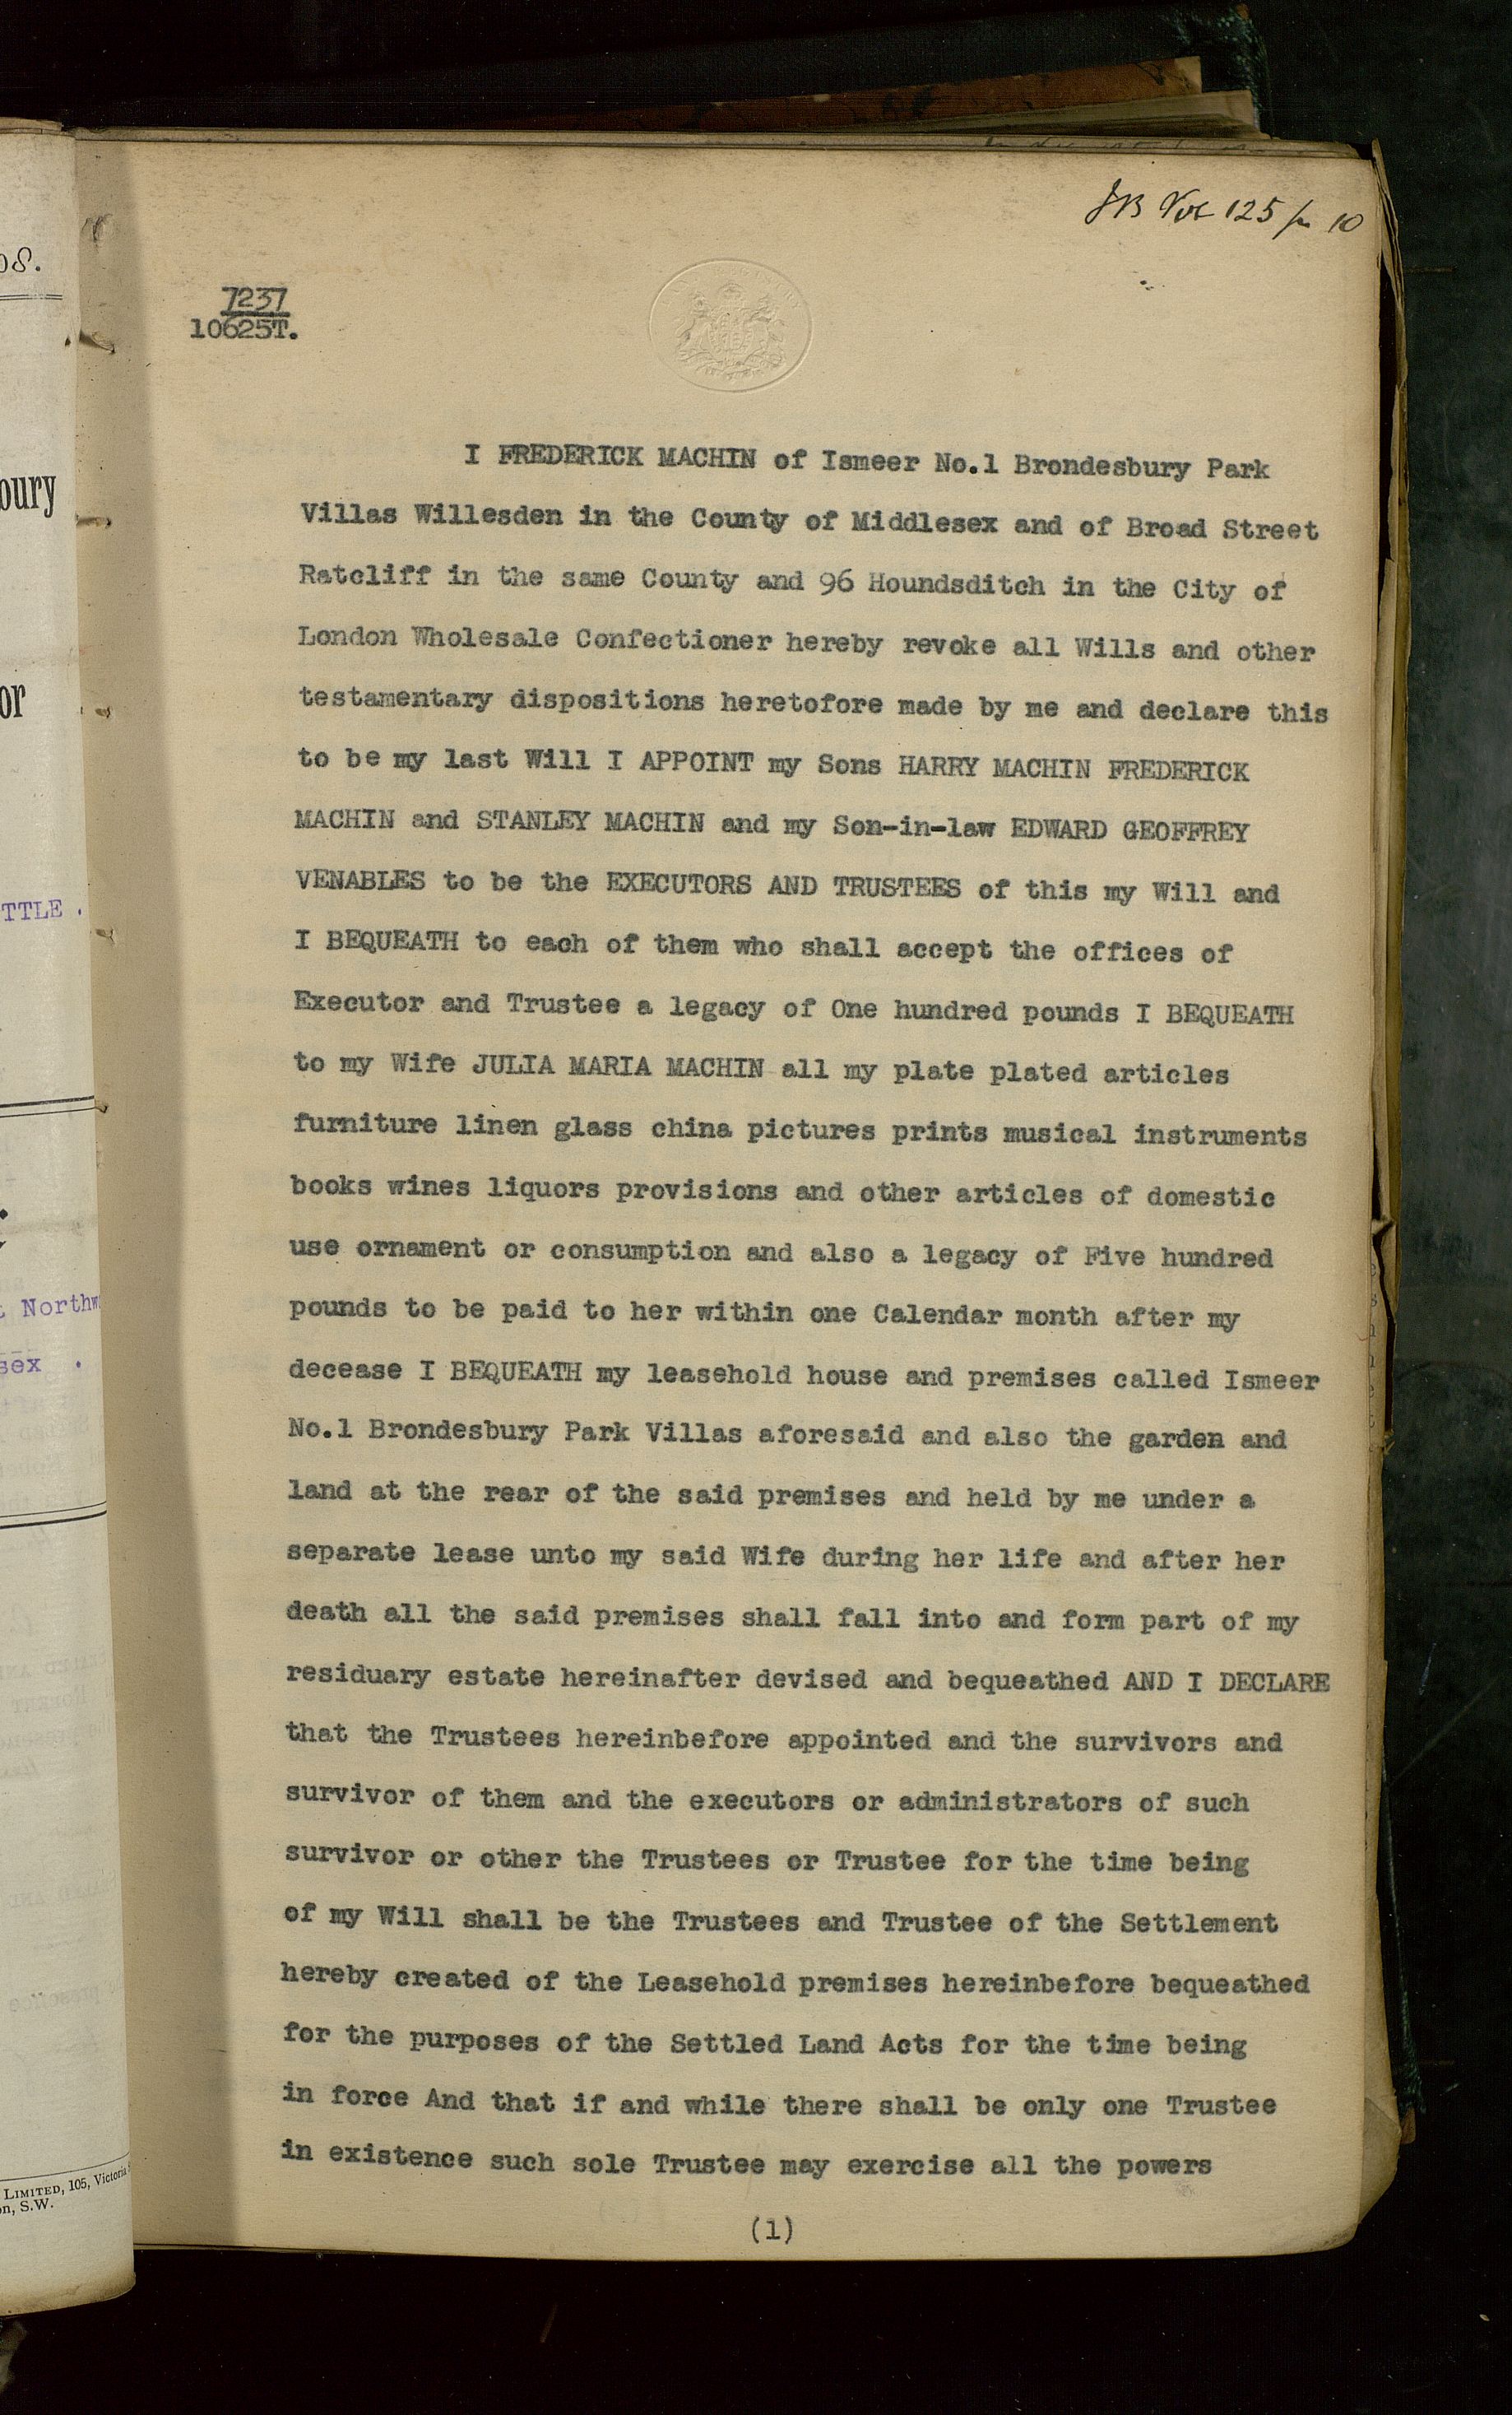 08.
JB Vol 125 10
7237
10625T.
I FREDERICK MACHIN of Ismeer No.1 Brondesbury Park
Villas Willesden in the County of Middlesex and of Broad Street
Ratcliff in the same County and 96 Houndsditch in the City of
London Wholesale Confectioner hereby revoke all Wills and other
testamentary dispositions heretofore made by me and declare this
to be my last Will I APPOINT my Sons HARRY MACHIN FREDERICK
MACHIN and STANLEY MACHIN and my Son-in-law EDWARD GEOFFREY
VENABLES to be the EXECUTORS AND TRUSTEES of this my Will and
I BEQUEATH to each of them who shall accept the offices of
Executor and Trustee a legacy of One hundred pounds I BEQUEATH
to my Wife JULIA MARIA MACHIN all my plate plated articles
furniture linen glass china pictures prints musical instruments
books wines liquors provisions and other articles of domestic
use ornament or consumption and also a legacy of Five hundred
pounds to be paid to her within one Calendar month after my
decease I BEQUEATH my leasehold house and premises called Ismeer
No.1 Brondesbury Park Villas aforesaid and also the garden and
land at the rear of the said premises and held by me under a
separate lease unto my said Wife during her life and after her
death all the said premises shall fall into and form part of my
residuary estate hereinafter devised and bequeathed AND I DECLARE
that the Trustees hereinbefore appointed and the survivors and
survivor of them and the executors or administrators of such
survivor or other the Trustees or Trustee for the time being
of my Will shall be the Trustees and Trustee of the Settlement
hereby created of the Leasehold premises hereinbefore bequeathed
for the purposes of the Settled Land Acts for the time being
in force And that if and while there shall be only one Trustee
in existence such sole Trustee may exercise all the powers
(1)
oury
or
TTLE .
t Northw
sex .
LIMITED, 105, Victoria
on, S.W.